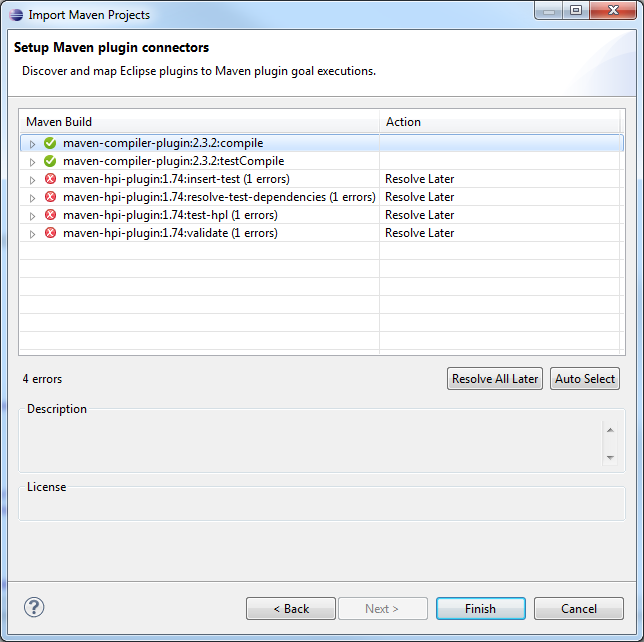 Import Maven Projects
Setup Maven plugin connectors
Discover and map Eclipse plugins to Maven plugin goal executions.
Maven Build Action
maven-compiler-plugin:2.3.2:compile
maven-compiler-plugin:2.3.2:testCompile
maven-hpi-plugin:1.74:insert-test (1 errors) Resolve Later
maven-hpi-plugin:1.74:resolve-test-dependencies (1 errors) Resolve Later
maven-hpi-plugin:1.74:test-hpl (1 errors) Resolve Later
maven-hpi-plugin:1.74:validate (1 errors) Resolve Later
4 errors Resolve All Later Auto Select
Description
License
? < Back Next > Finish Cancel